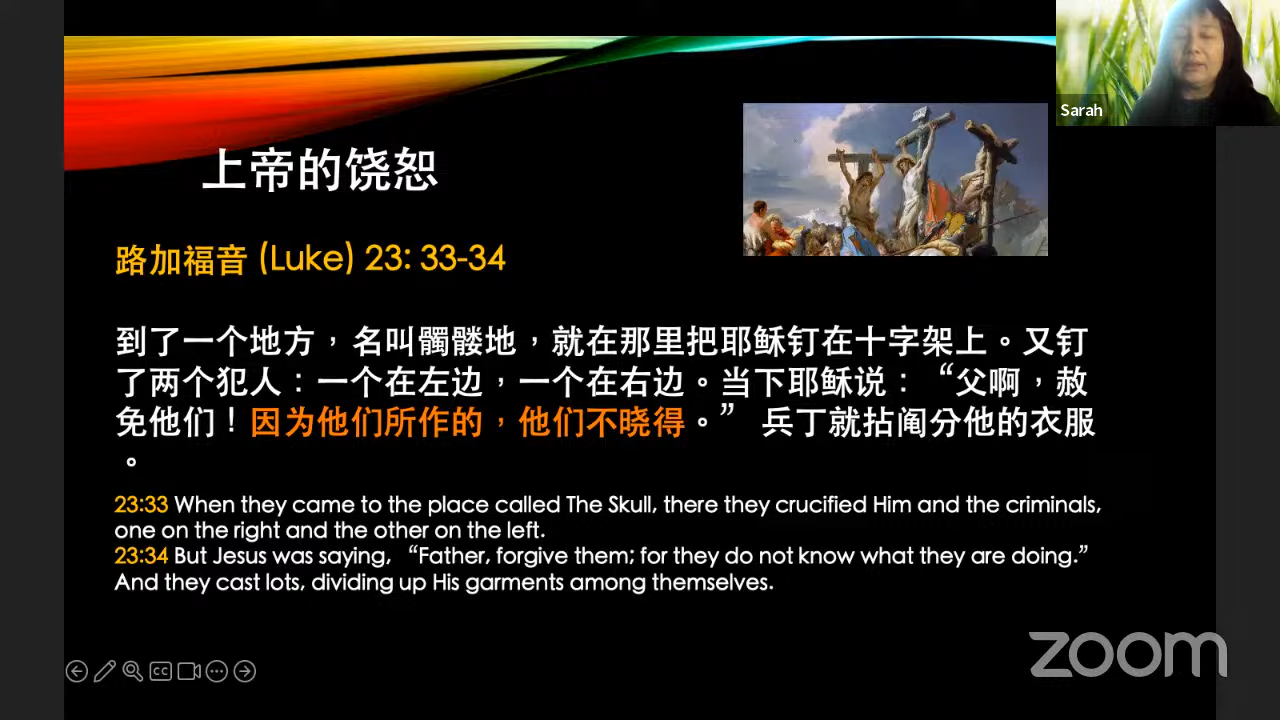 Sarah
上帝的饶恕
路加福音 (Luke) 23: 33-34
到了一个地方，名叫髑髅地，就在那里把耶稣钉在十字架上。又钉
了两个犯人：一个在左边，一个在右边。当下耶稣说：“父啊，赦
免他们！因为他们所作的，他们不晓得。” 兵丁就拈阄分他的衣服
。
23:33 When they came to the place called The Skull, there they crucified Him and the criminals,
one on the right and the other on the left.
23:34 But Jesus was saying, “Father, forgive them; for they do not know what they are doing.”
And they cast lots, dividing up His garments among themselves.
CC
zoom